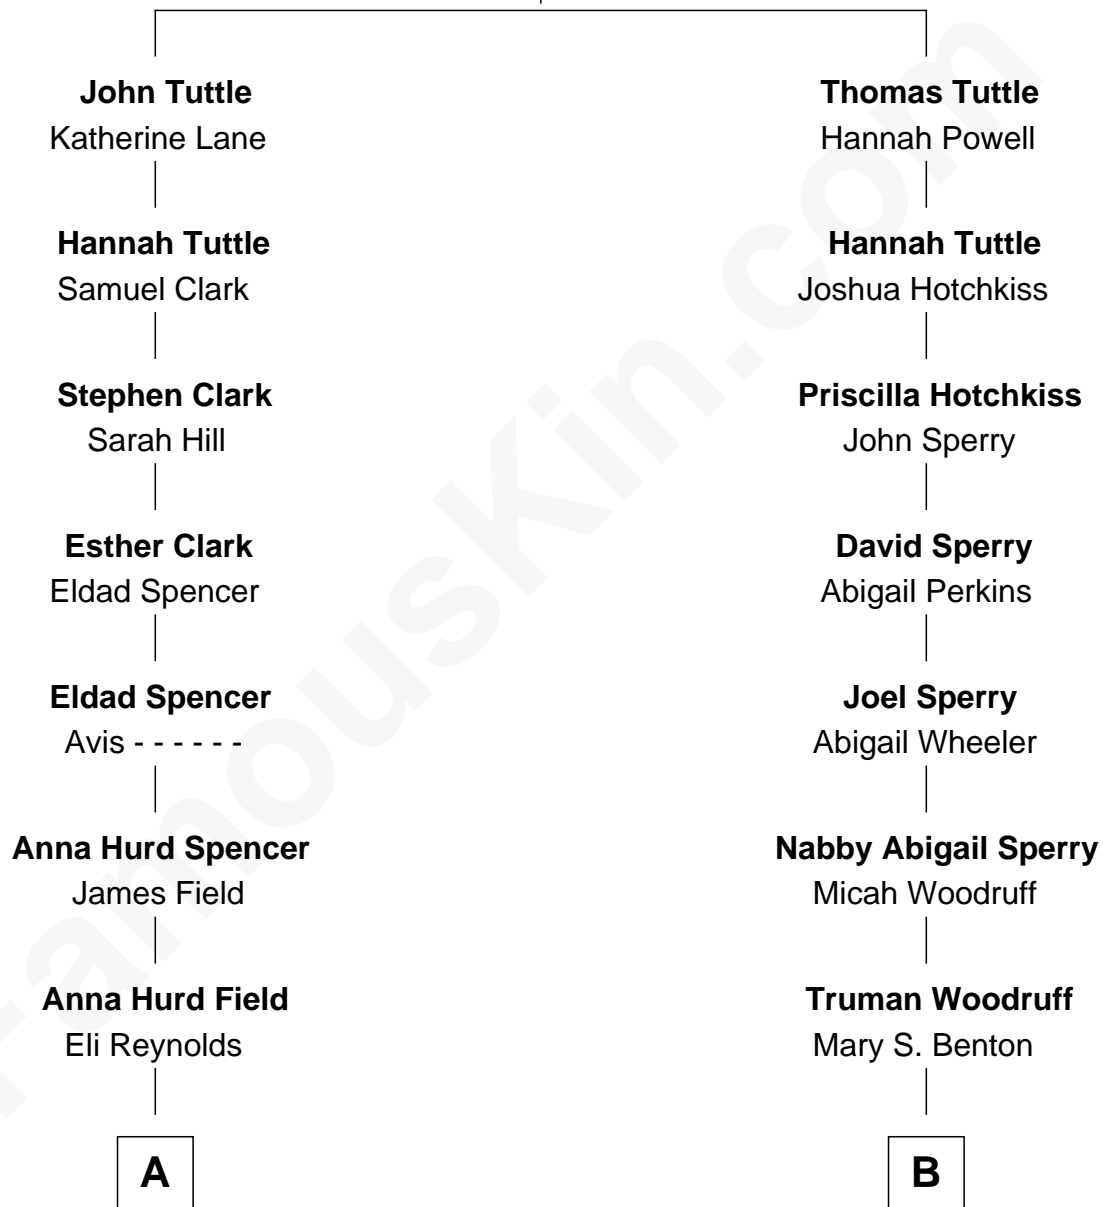 John Tuttle
Katherine Lane
Hannah Tuttle
Samuel Clark
Stephen Clark
Sarah Hill
Esther Clark
Eldad Spencer
Eldad Spencer
Avis - - - - - -
Anna Hurd Spencer
James Field
Anna Hurd Field
Eli Reynolds
A
Thomas Tuttle
Hannah Powell
Hannah Tuttle
Joshua Hotchkiss
Priscilla Hotchkiss
John Sperry
David Sperry
Abigail Perkins
Joel Sperry
Abigail Wheeler
Nabby Abigail Sperry
Micah Woodruff
Truman Woodruff
Mary S. Benton
B
FamousKin.com